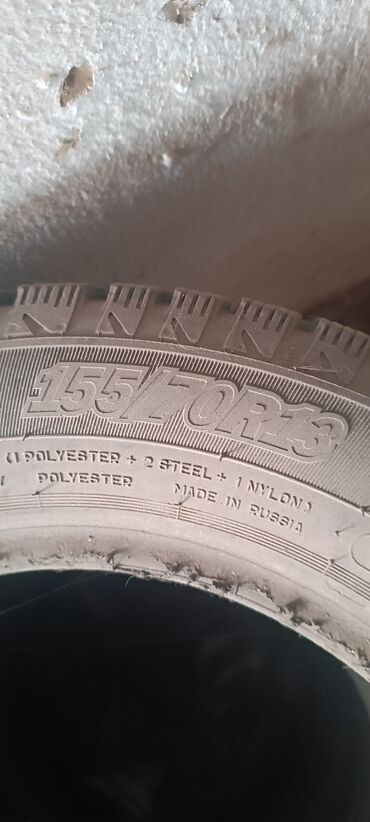 155/70R13
(1 POLYESTER + 2 STEEL + 1 NYLON)
POLYESTER
MADE IN RUSSIA